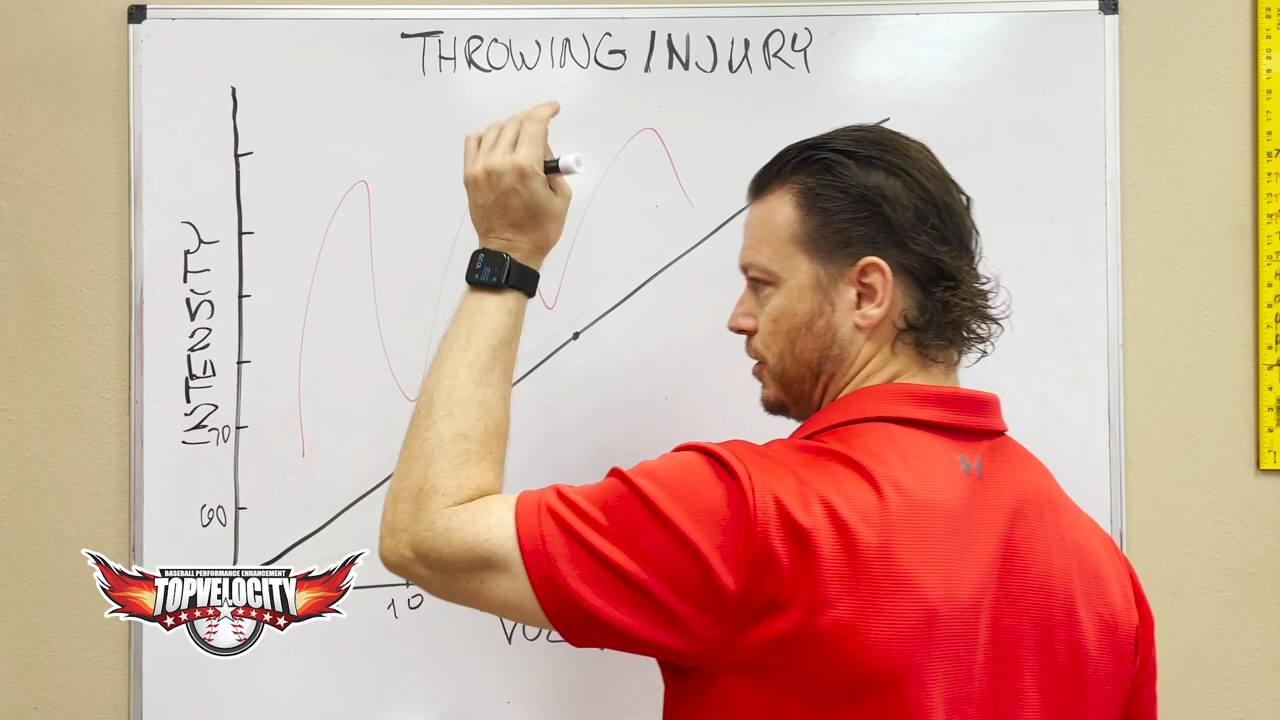 THROWING INJURY
INTENSITY
70
60
10
BASEBALL PERFORMANCE ENHANCEMENT
TOPVELOCITY